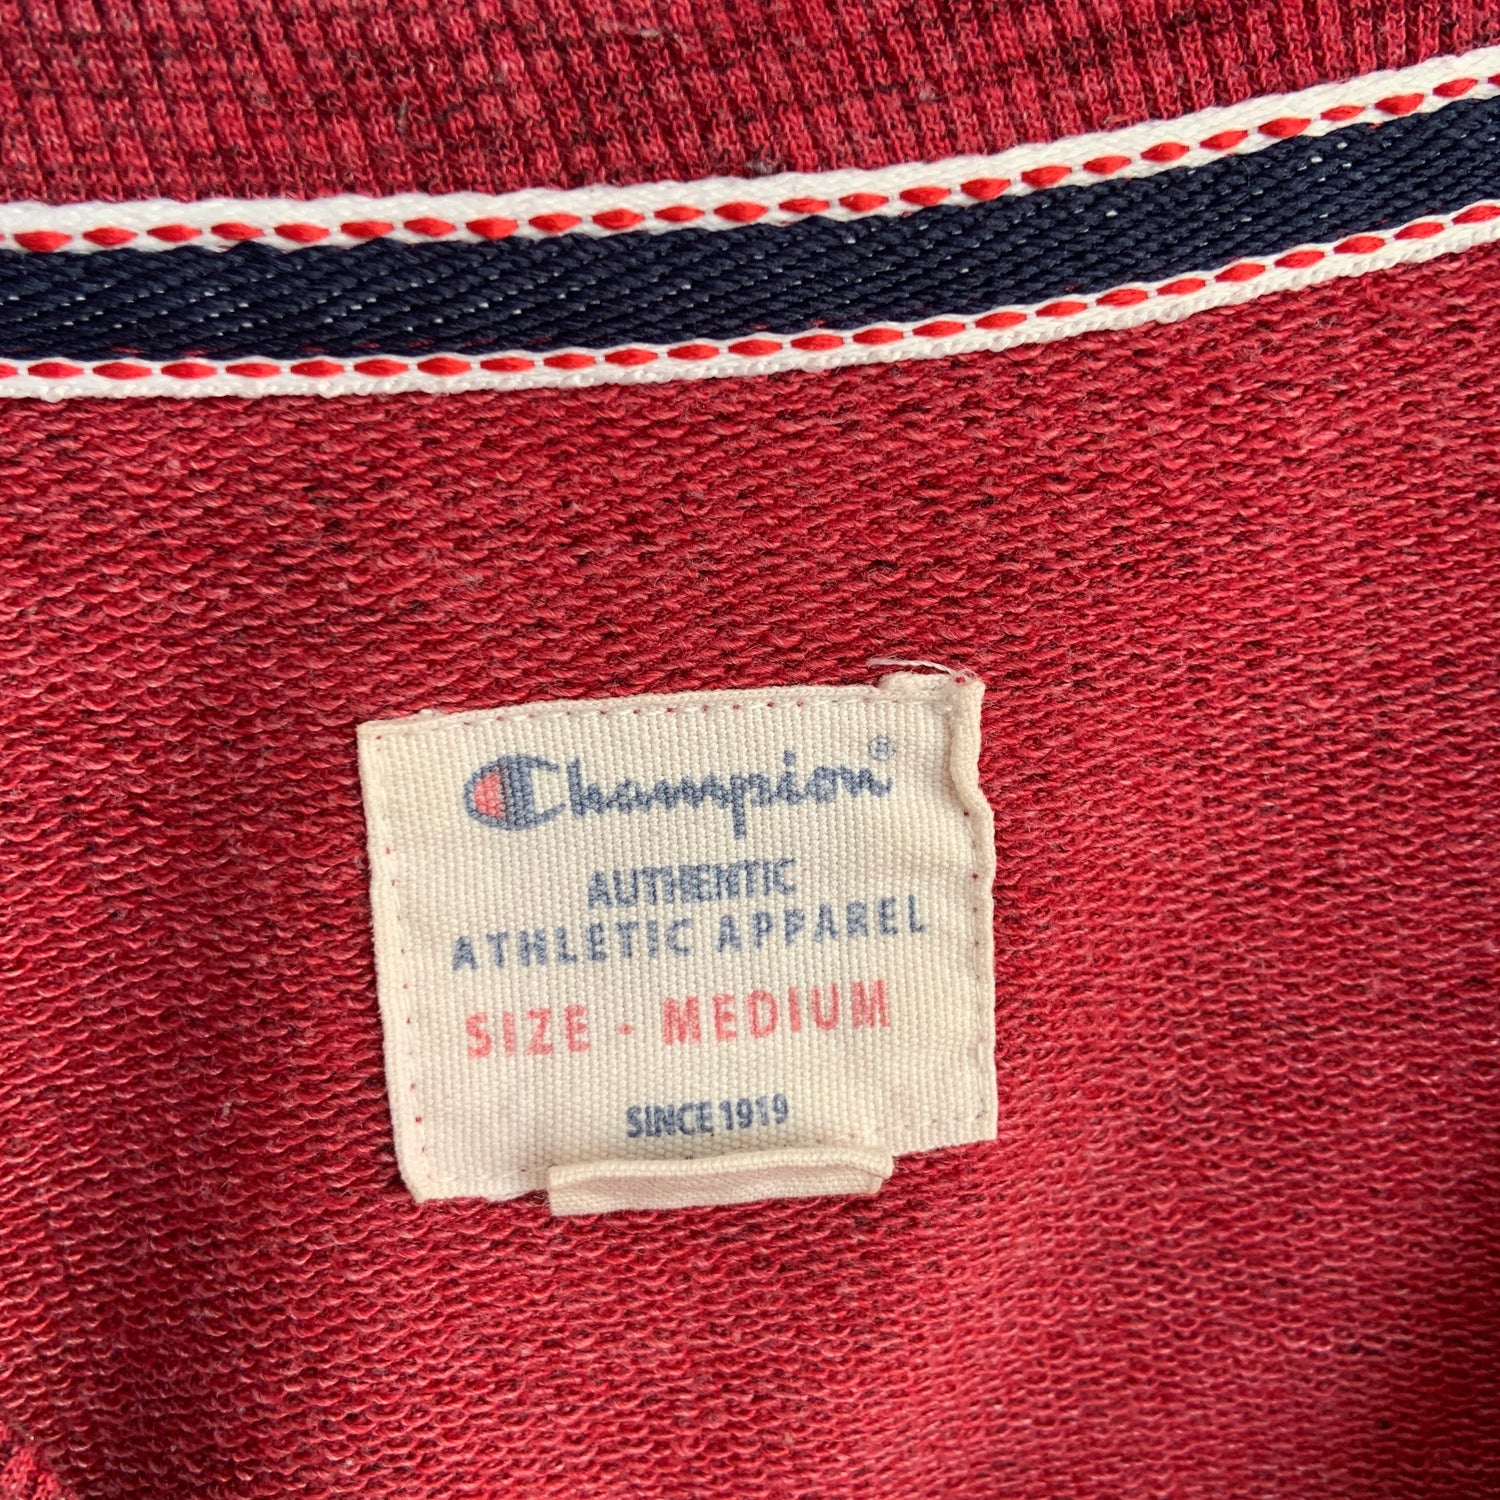 Champion®
AUTHENTIC
ATHLETIC APPAREL
SIZE - MEDIUM
SINCE 1919